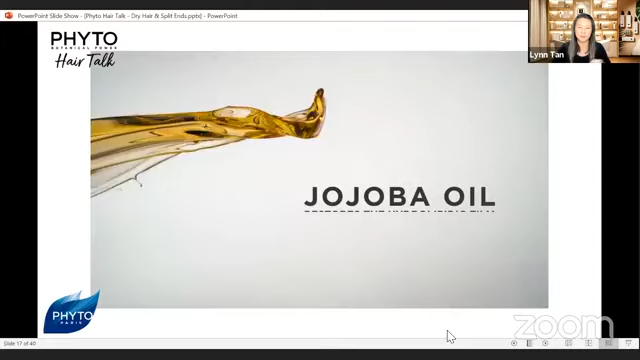 PowerPoint Slide Show - [Phyto Hair Talk - Dry Hair & Split Ends.pptx] - PowerPoint
PHYTO
BOTANICAL POWER
Hair Talk
Lynn Tan
JOJOBA OIL
PHYTO
PARIS
zoom
Slide 17 of 40